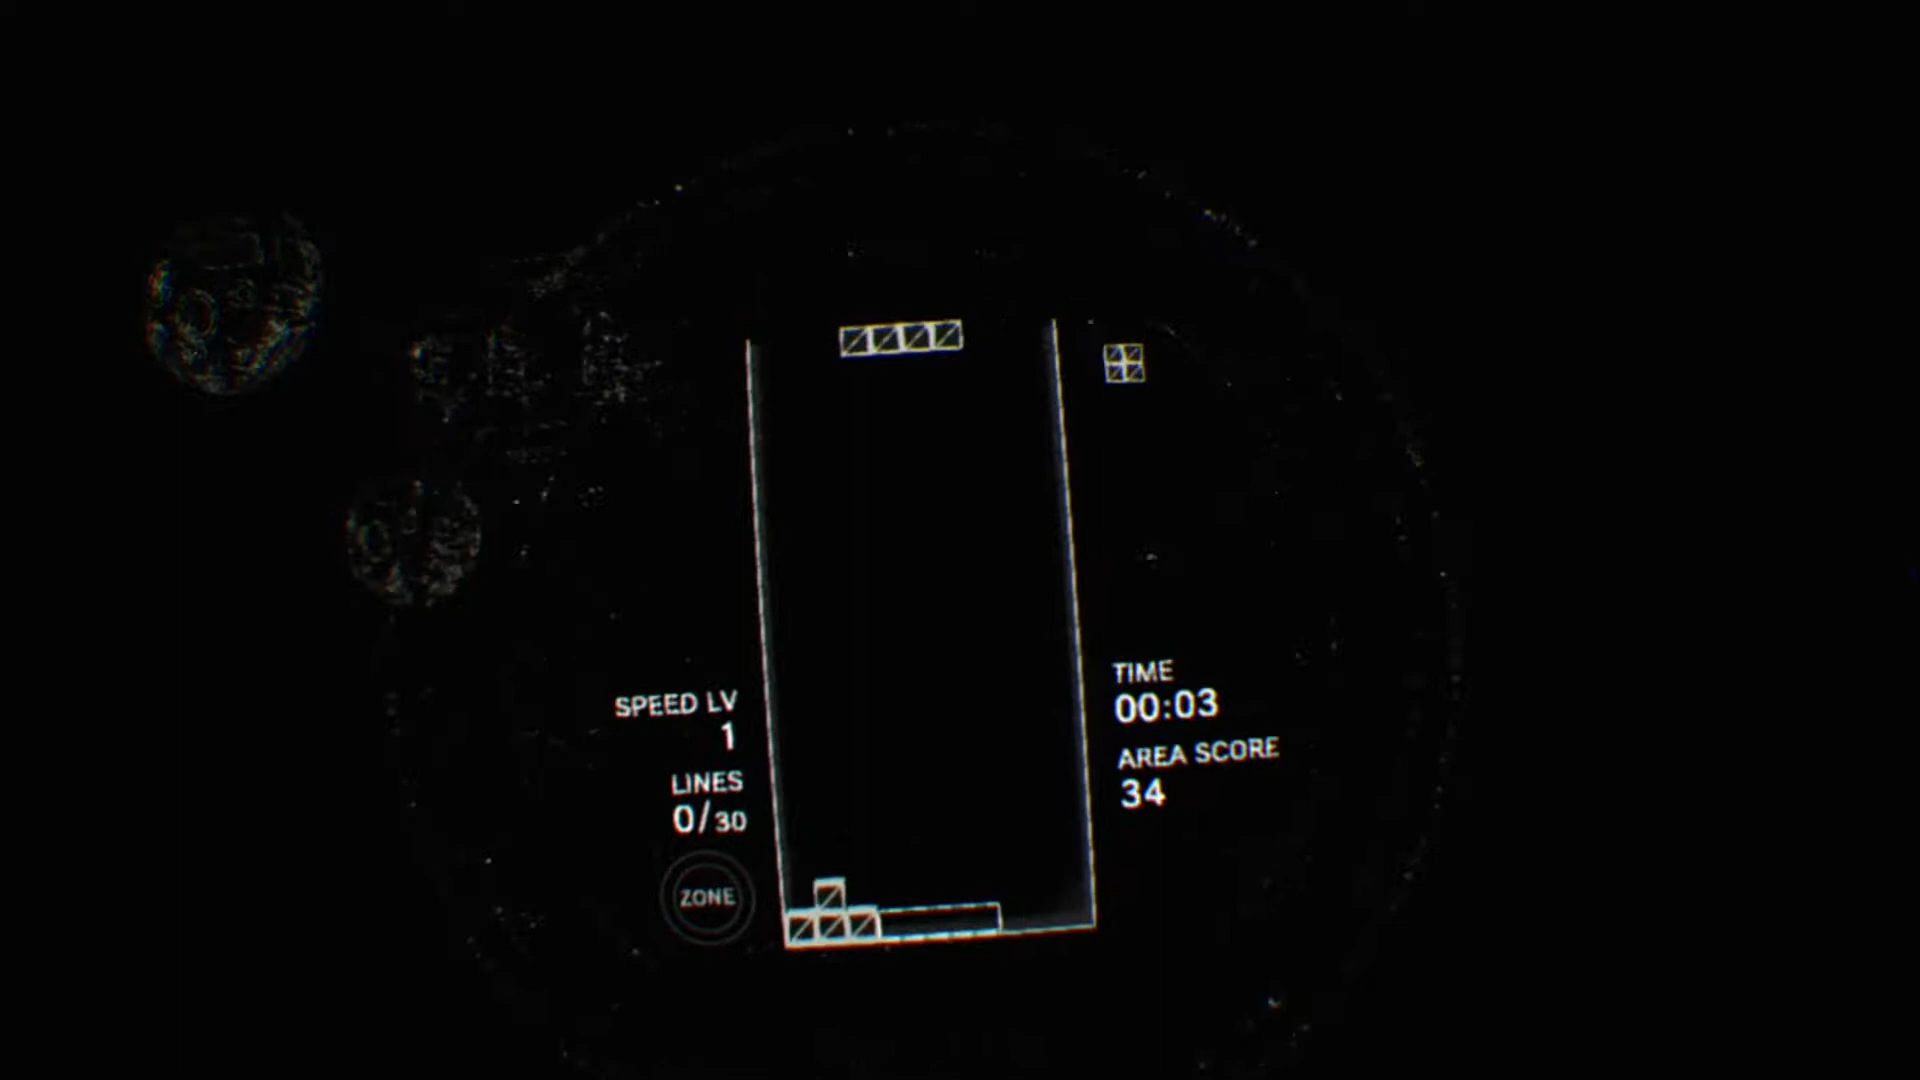 SPEED LV
1
LINES
0/30
ZONE
TIME
00:03
AREA SCORE
34